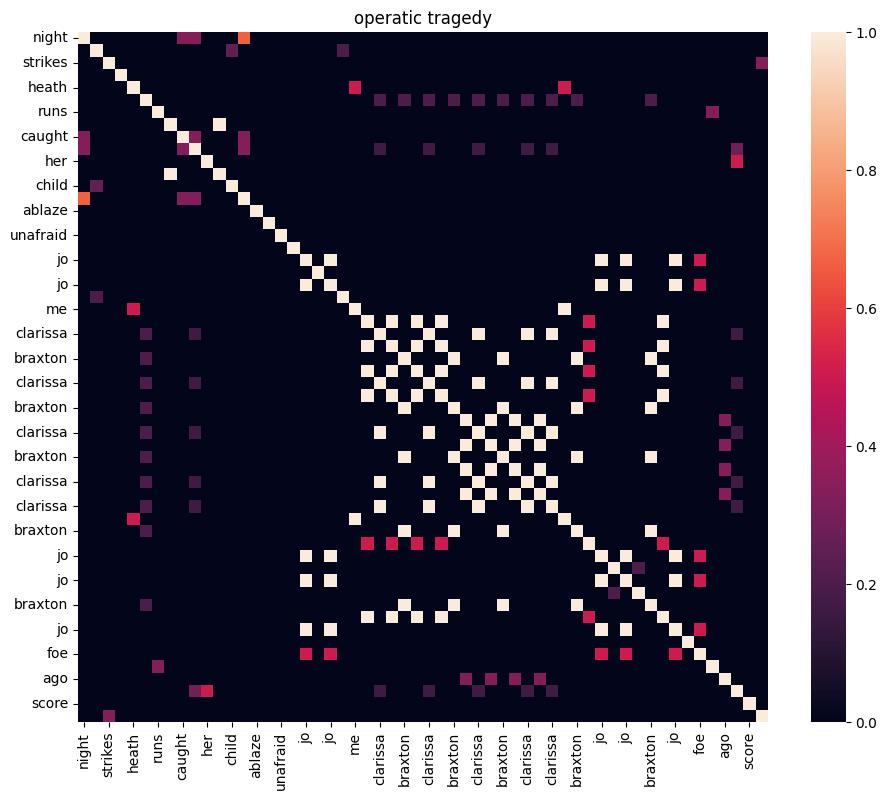 operatic tragedy
night
strikes
heath
runs
caught
her
child
ablaze
unafraid
jo
jo
me
clarissa
braxton
clarissa
braxton
clarissa
braxton
clarissa
clarissa
braxton
jo
jo
braxton
jo
foe
ago
score
1.0
0.8
0.6
0.4
0.2
0.0
night
strikes
heath
runs
caught
her
child
ablaze
unafraid
jo
jo
me
clarissa
braxton
clarissa
braxton
clarissa
braxton
clarissa
clarissa
braxton
jo
jo
braxton
jo
foe
ago
score